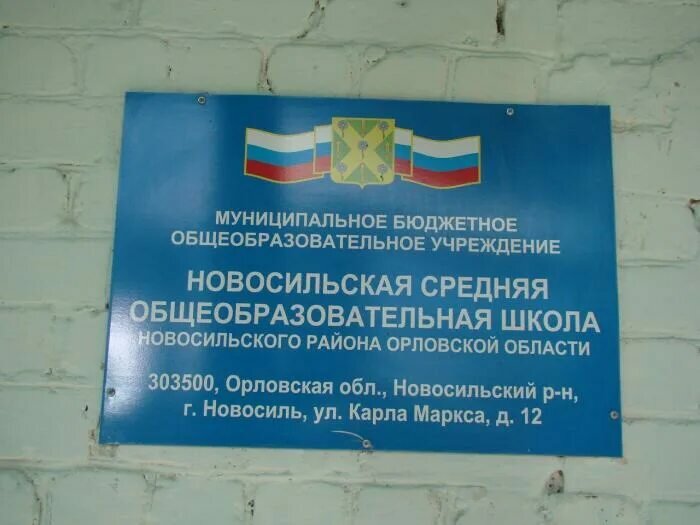 МУНИЦИПАЛЬНОЕ БЮДЖЕТНОЕ
ОБЩЕОБРАЗОВАТЕЛЬНОЕ УЧРЕЖДЕНИЕ
НОВОСИЛЬСКАЯ СРЕДНЯЯ
ОБЩЕОБРАЗОВАТЕЛЬНАЯ ШКОЛА
НОВОСИЛЬСКОГО РАЙОНА ОРЛОВСКОЙ ОБЛАСТИ
303500, Орловская обл., Новосильский р-н,
г. Новосиль, ул. Карла Маркса, д. 12